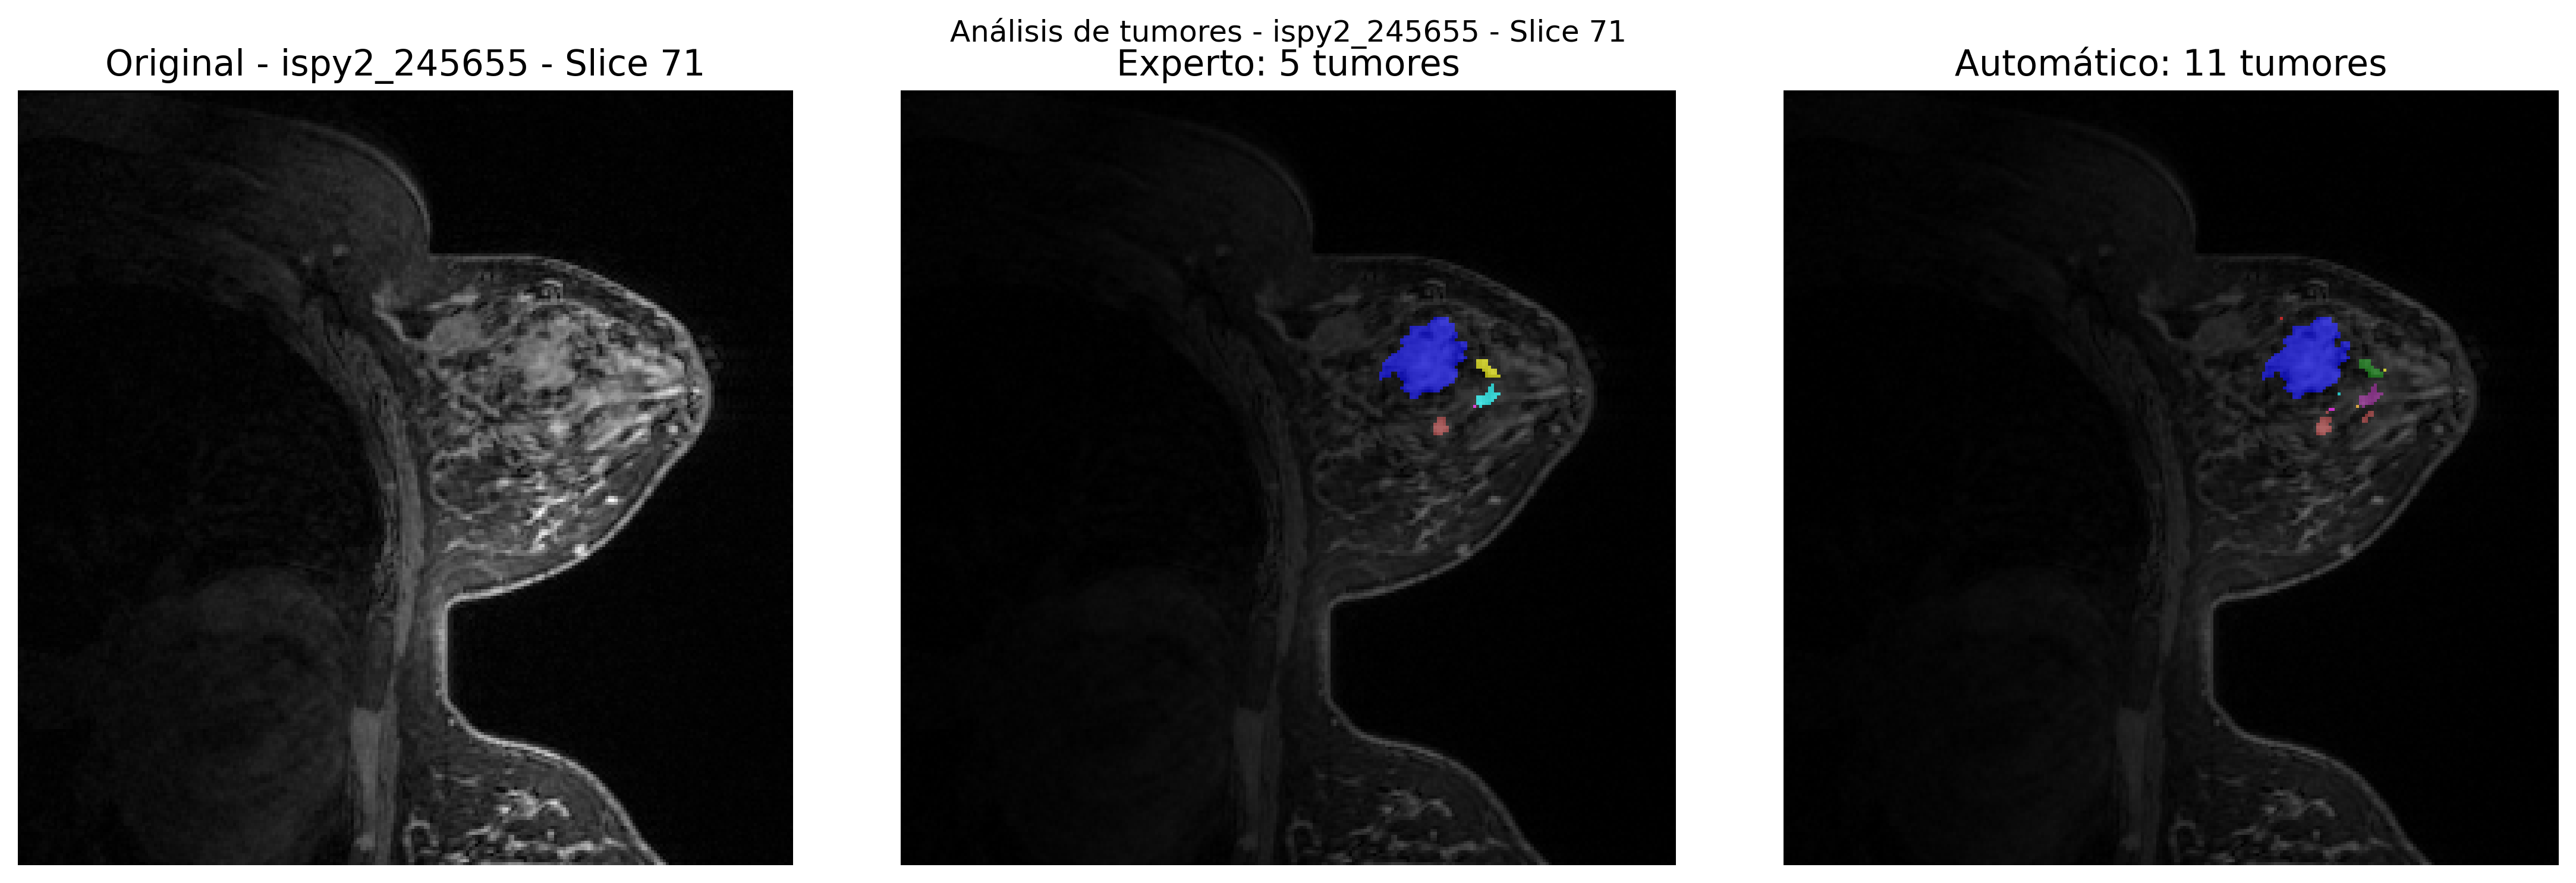 Análisis de tumores - ispy2_245655 - Slice 71
Original - ispy2_245655 - Slice 71
Experto: 5 tumores
Automático: 11 tumores